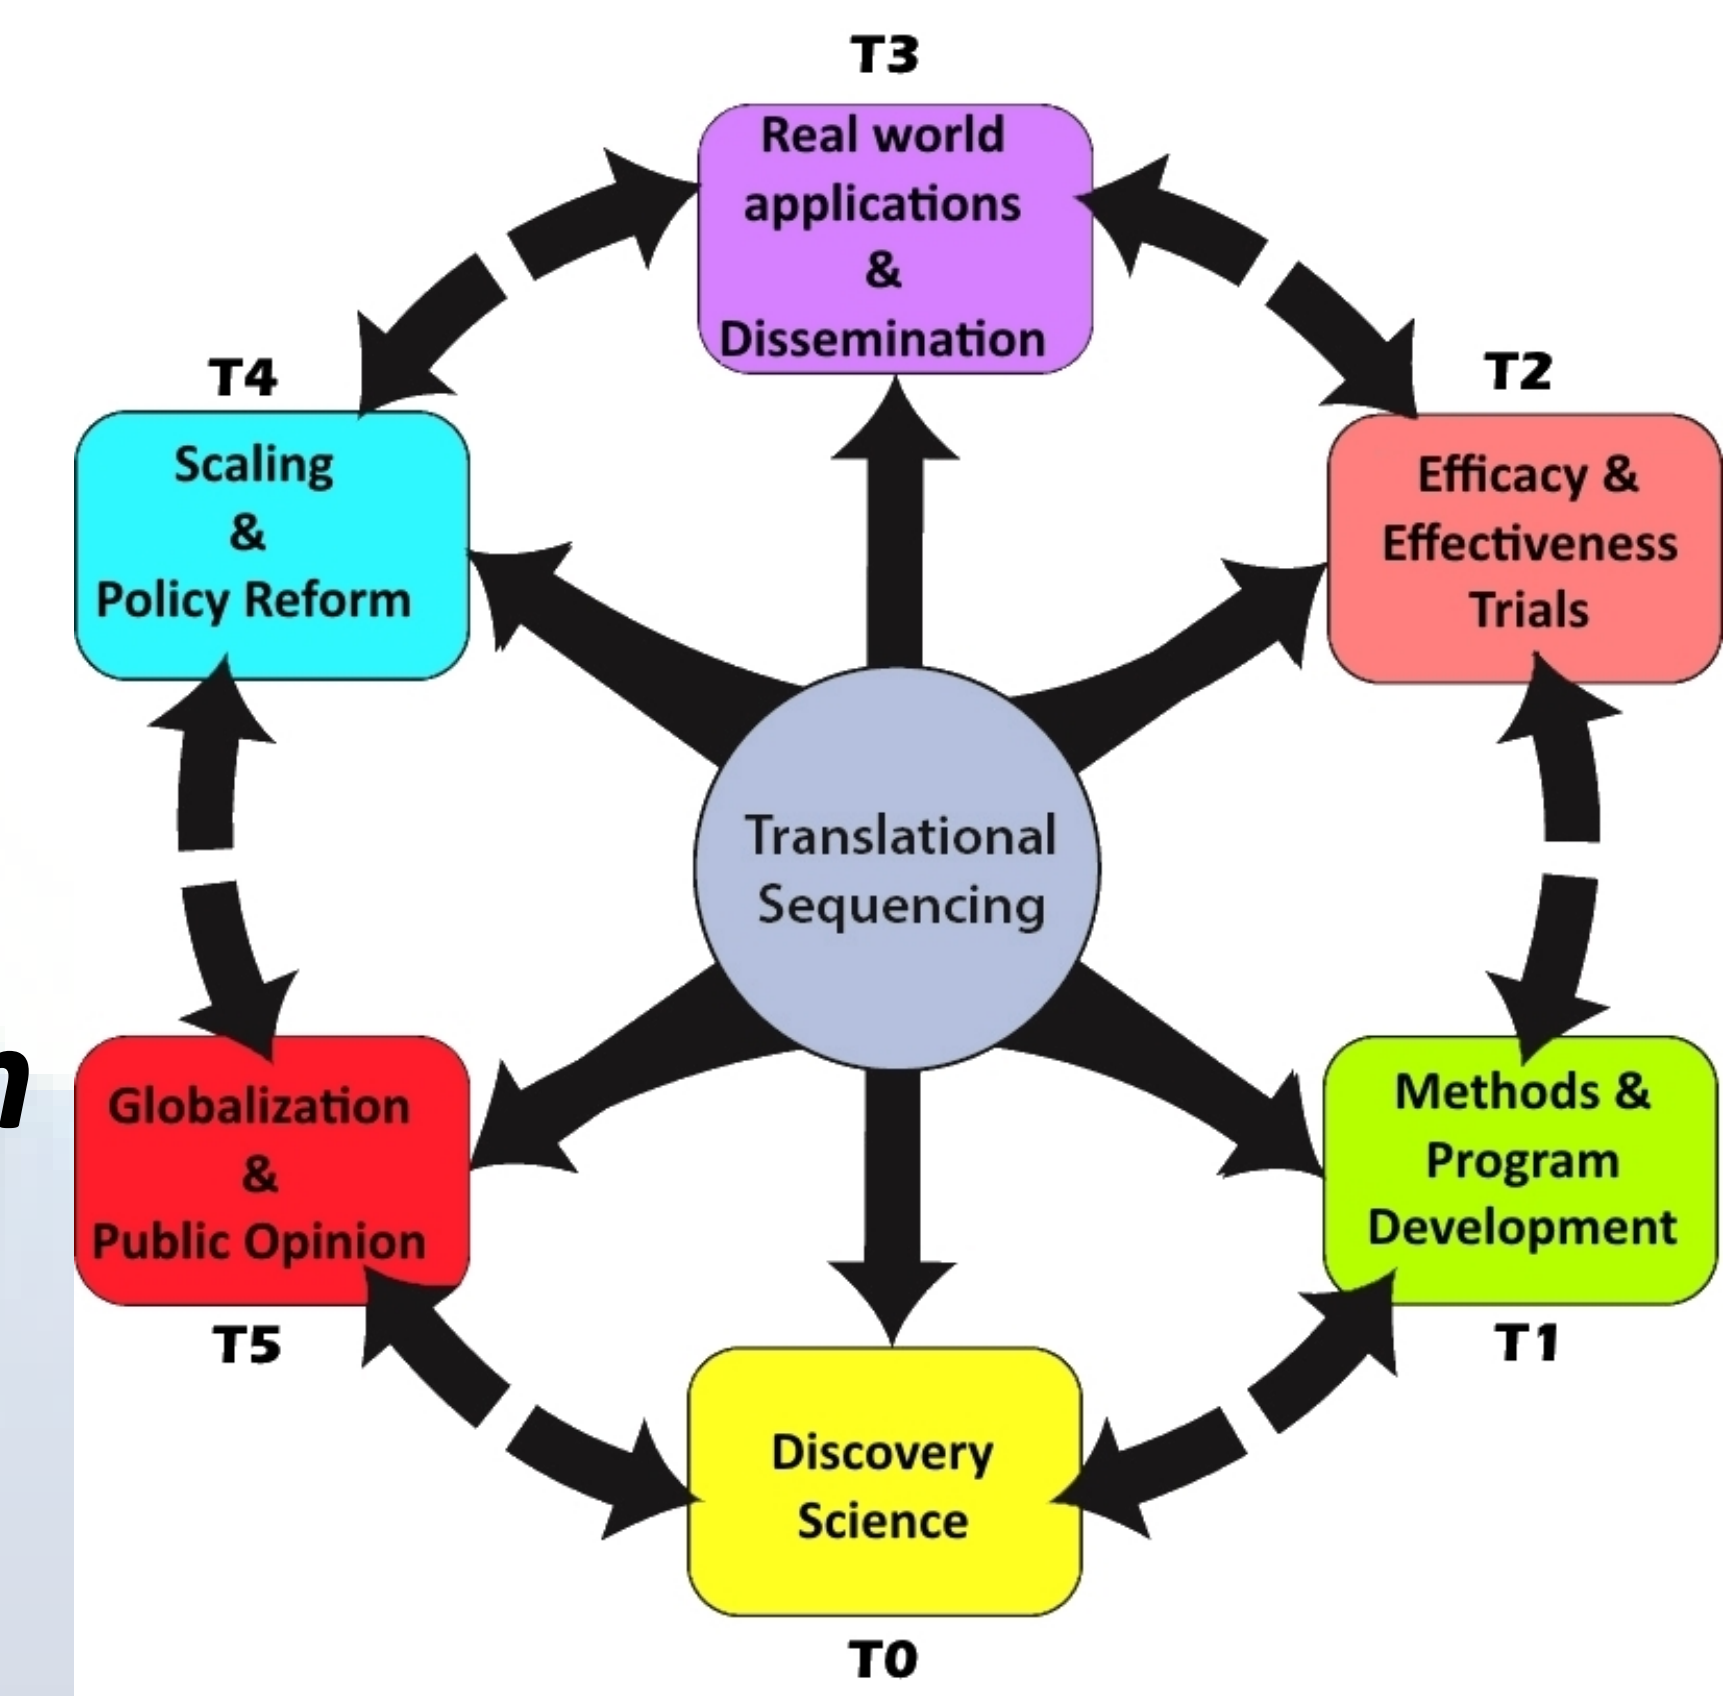 T3
Real world
applications
&
Dissemination
T4
Scaling
&
Policy Reform
T2
Efficacy &
Effectiveness
Trials
Translational
Sequencing
Globalization
&
Public Opinion
T5
Methods &
Program
Development
T1
Discovery
Science
T0